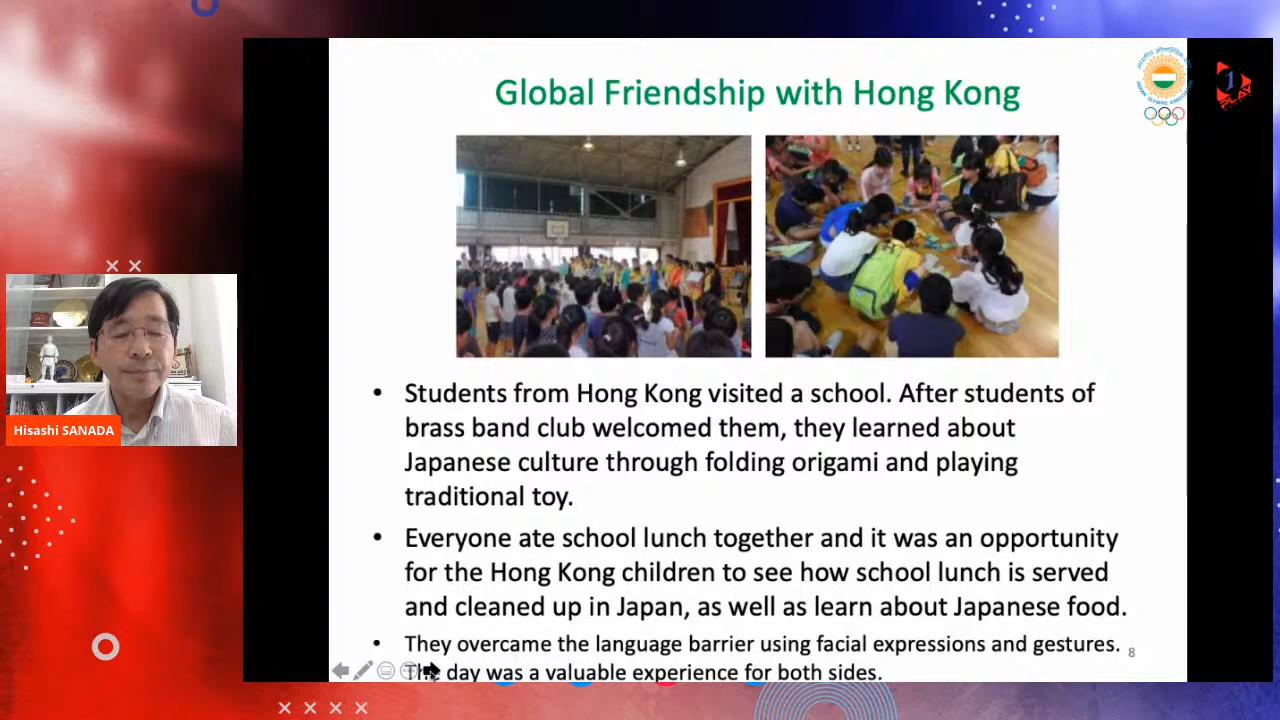 Global Friendship with Hong Kong
1
PLAY
Hisashi SANADA
• Students from Hong Kong visited a school. After students of
brass band club welcomed them, they learned about
Japanese culture through folding origami and playing
traditional toy.
• Everyone ate school lunch together and it was an opportunity
for the Hong Kong children to see how school lunch is served
and cleaned up in Japan, as well as learn about Japanese food.
• They overcame the language barrier using facial expressions and gestures.
The day was a valuable experience for both sides.
8